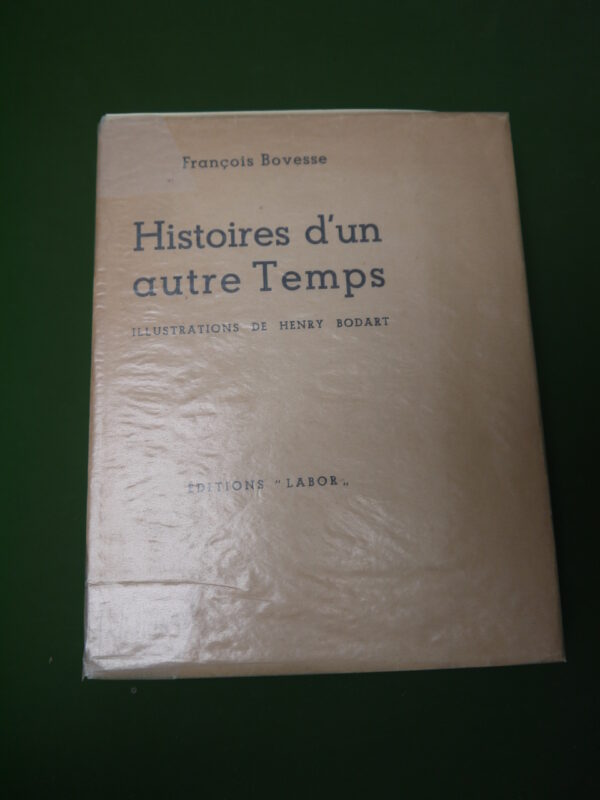 François Bovesse
Histoires d'un
autre Temps
ILLUSTRATIONS DE HENRY BODART
ÉDITIONS "LABOR„